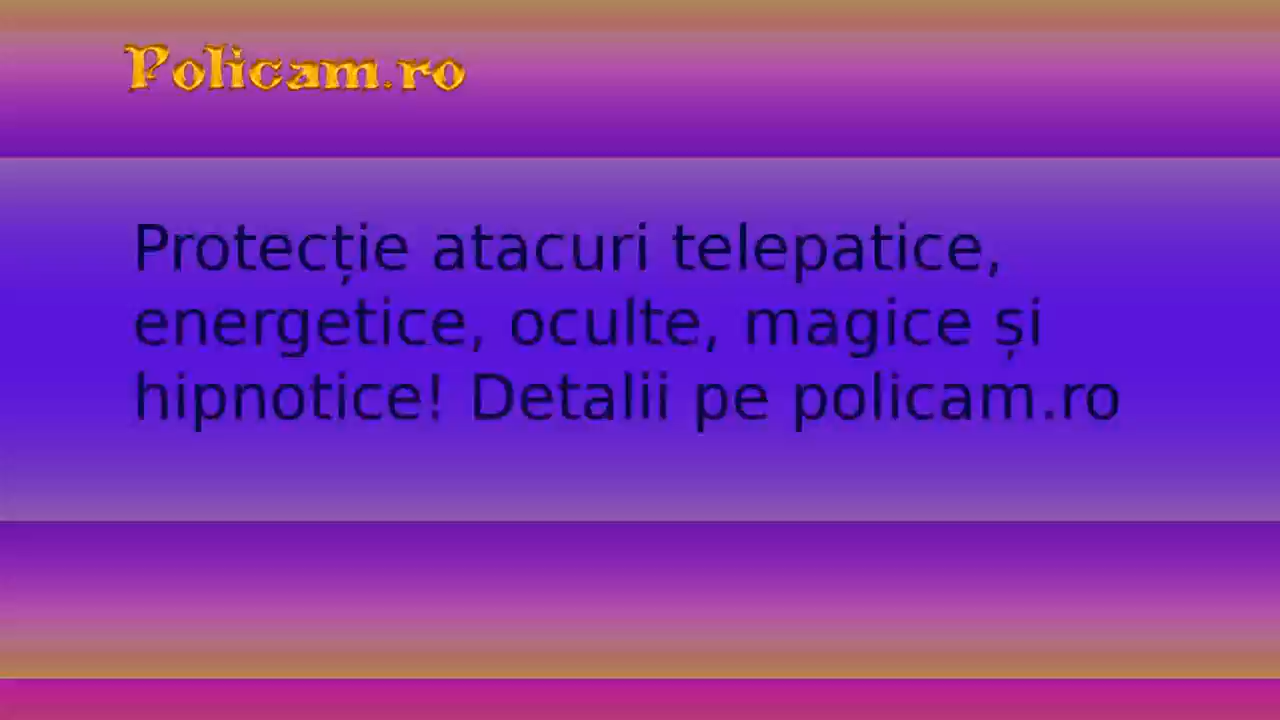 Policam.ro
Protecție atacuri telepatice,
energetice, oculte, magice și
hipnotice! Detalii pe policam.ro